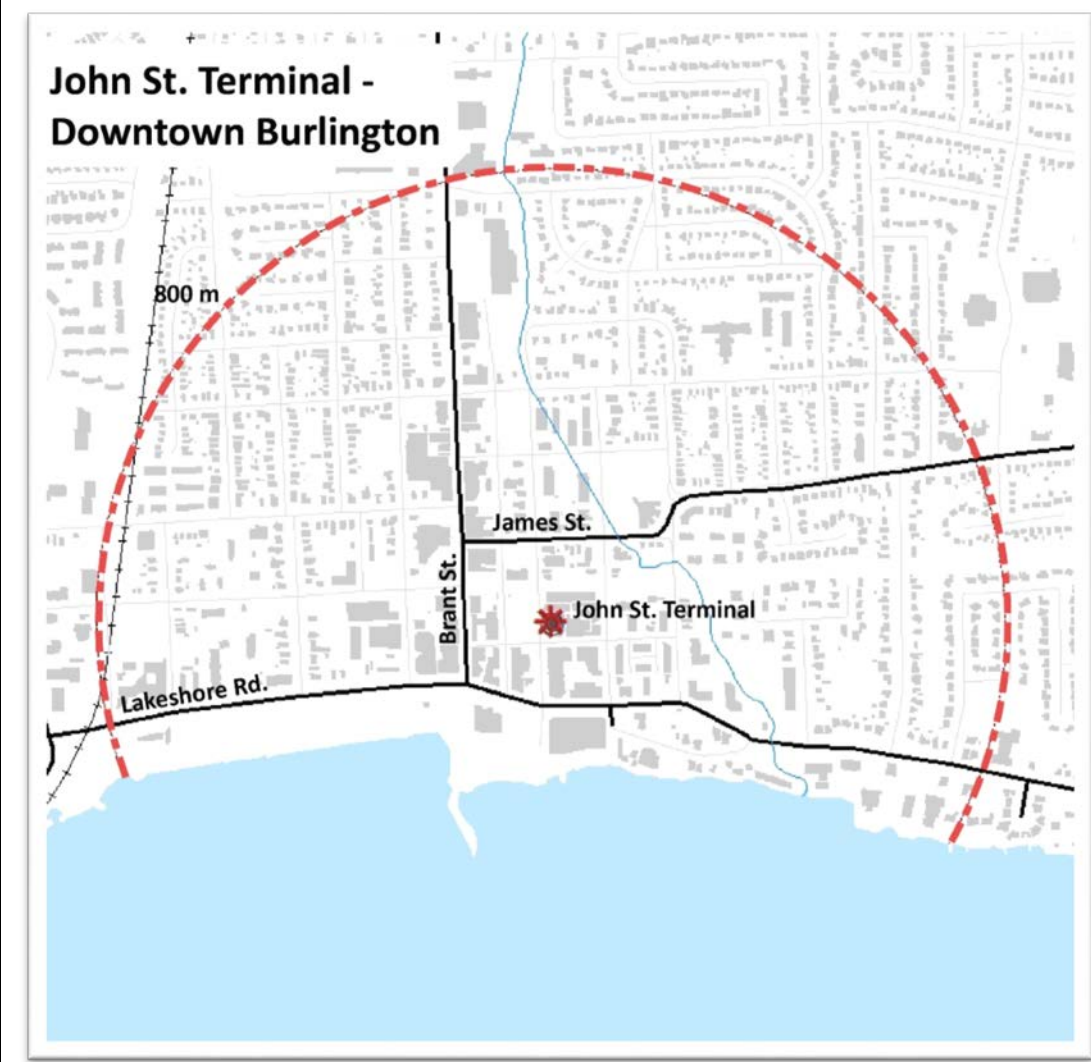 John St. Terminal -
Downtown Burlington
800 m
James St.
Brant St.
John St. Terminal
Lakeshore Rd.